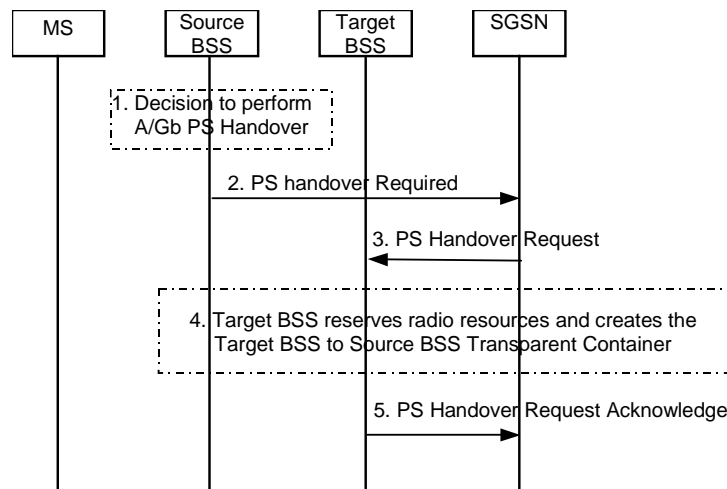 MS
Source
BSS
Target
BSS
SGSN
1. Decision to perform
A/Gb PS Handover
2. PS handover Required
3. PS Handover Request
4. Target BSS reserves radio resources and creates the
Target BSS to Source BSS Transparent Container
5. PS Handover Request Acknowledge